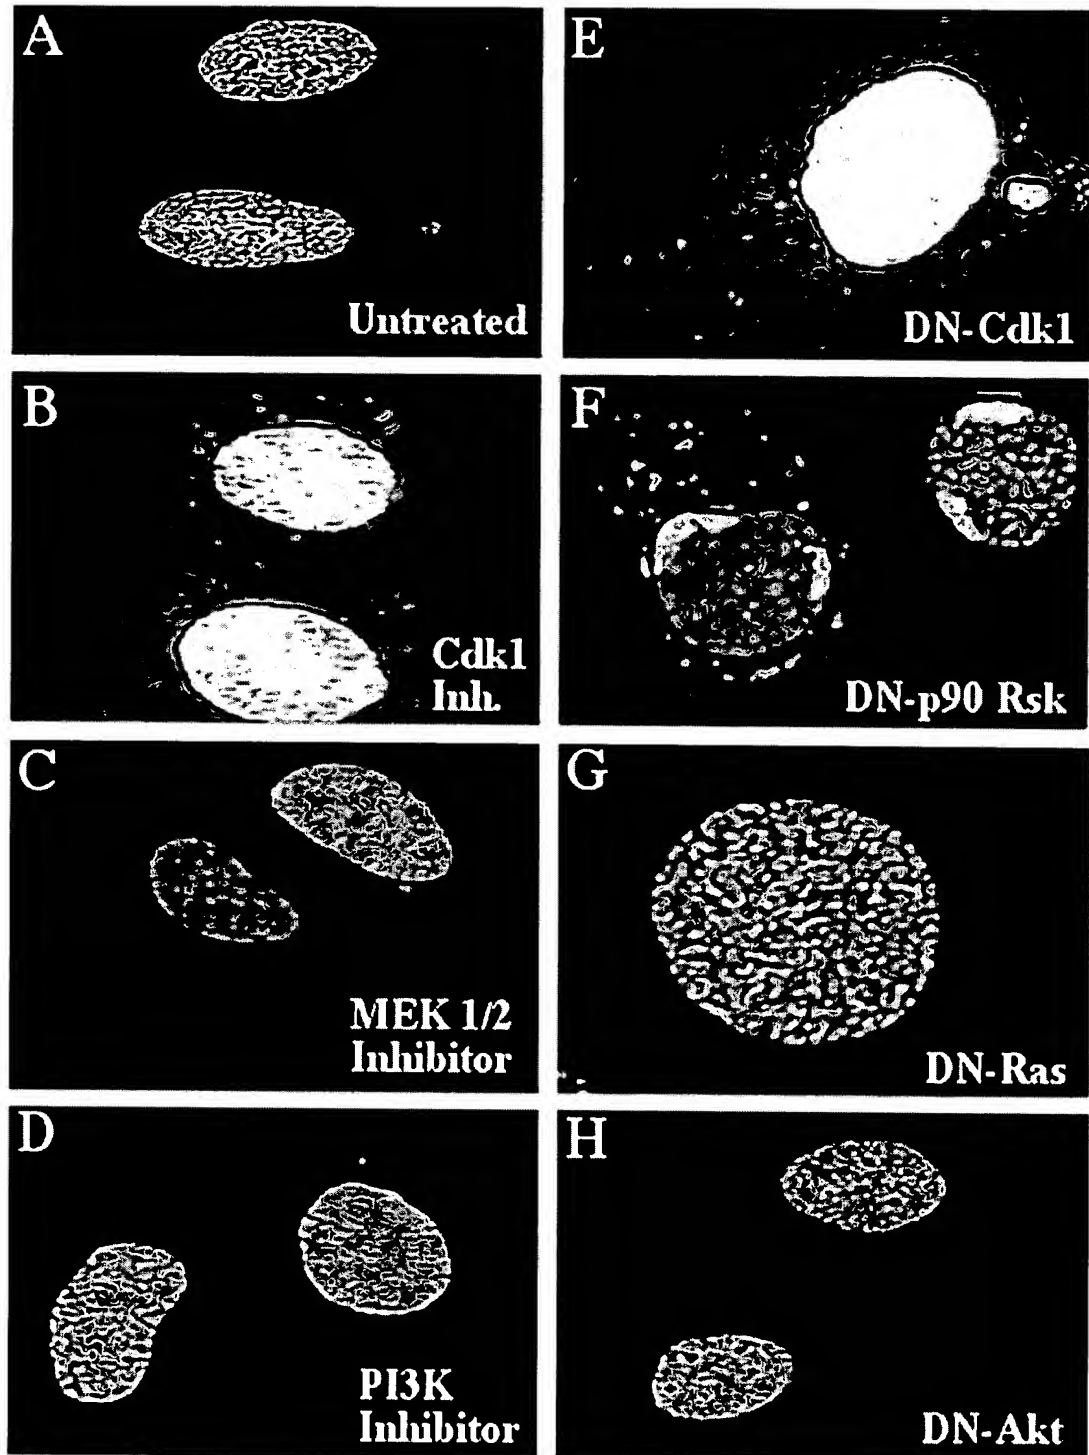 A
Untreated
B
Cdk1
Inh.
C
MEK 1/2
Inhibitor
D
PI3K
Inhibitor
E
DN-Cdk1
F
DN-p90 Rsk
G
DN-Ras
H
DN-Akt